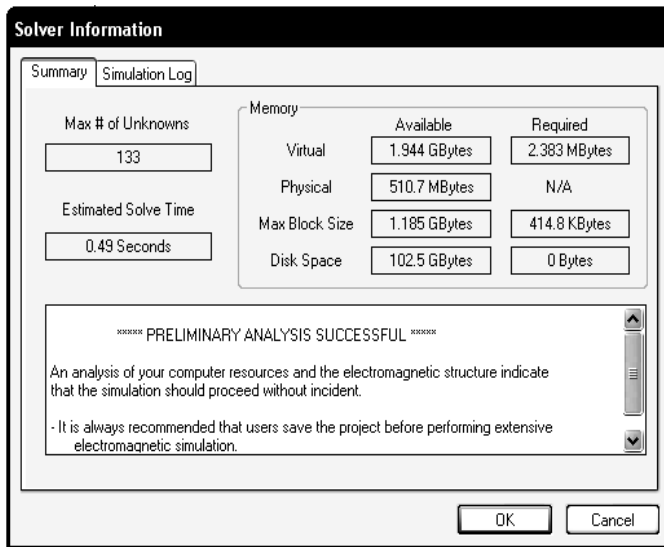 Solver Information
Summary
Simulation Log
Max # of Unknowns
133
Estimated Solve Time
0.49 Seconds
Memory
Available Required
Virtual 1.944 GBytes 2.383 MBytes
Physical 510.7 MBytes N/A
Max Block Size 1.185 GBytes 414.8 KBytes
Disk Space 102.5 GBytes 0 Bytes
***** PRELIMINARY ANALYSIS SUCCESSFUL *****
An analysis of your computer resources and the electromagnetic structure indicate
that the simulation should proceed without incident.
- It is always recommended that users save the project before performing extensive
electromagnetic simulation.
OK Cancel